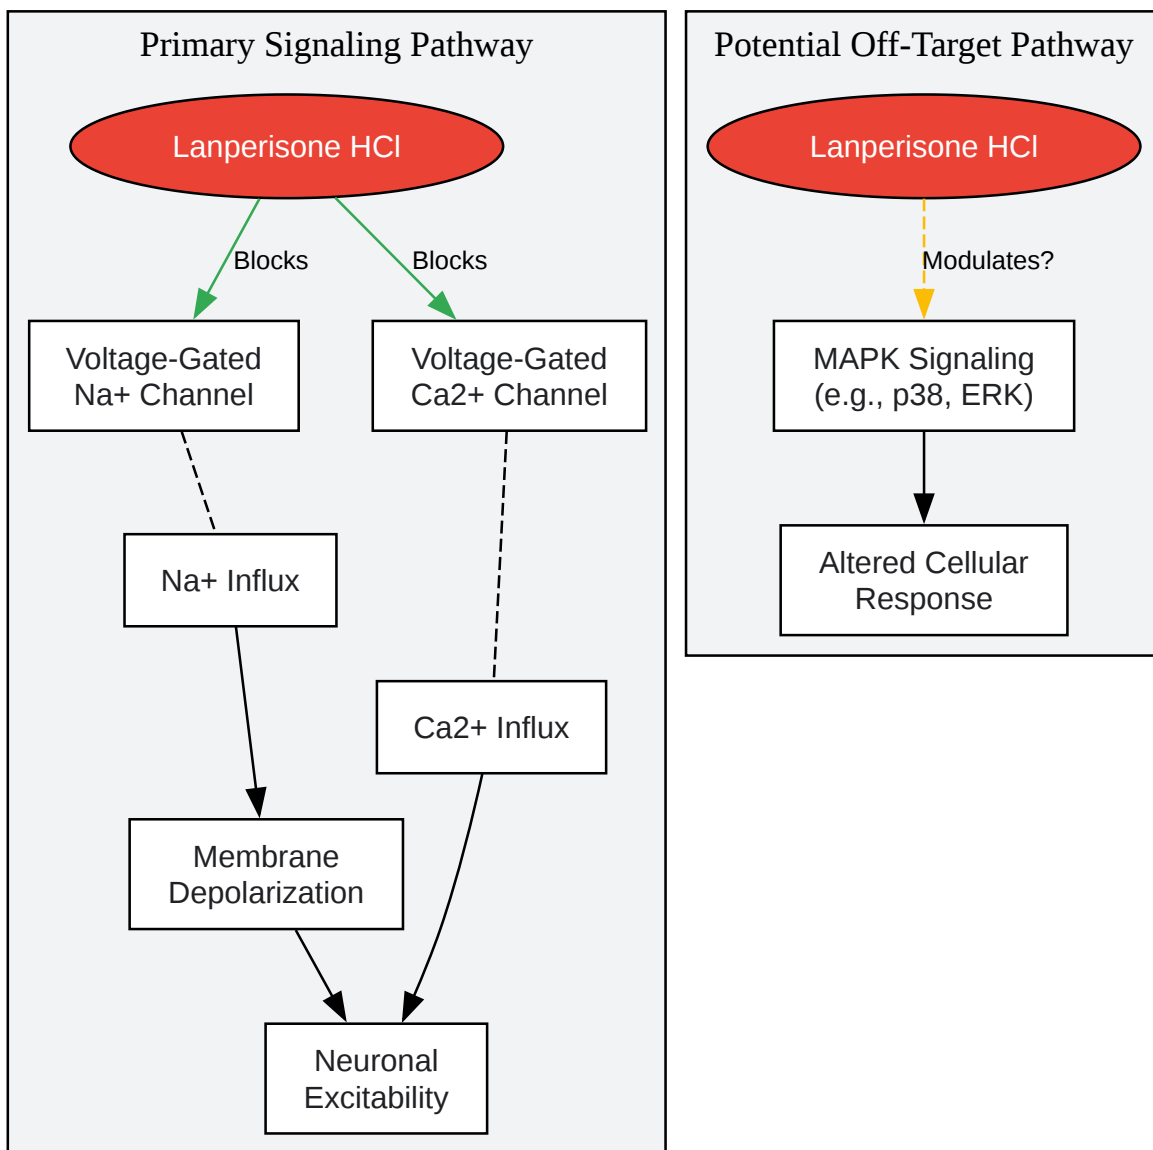 Primary Signaling Pathway
Lanperisone HCl
Blocks
Blocks
Voltage-Gated
Na+ Channel
Voltage-Gated
Ca2+ Channel
Na+ Influx
Ca2+ Influx
Membrane
Depolarization
Neuronal
Excitability
Potential Off-Target Pathway
Lanperisone HCl
Modulates?
MAPK Signaling
(e.g., p38, ERK)
Altered Cellular
Response